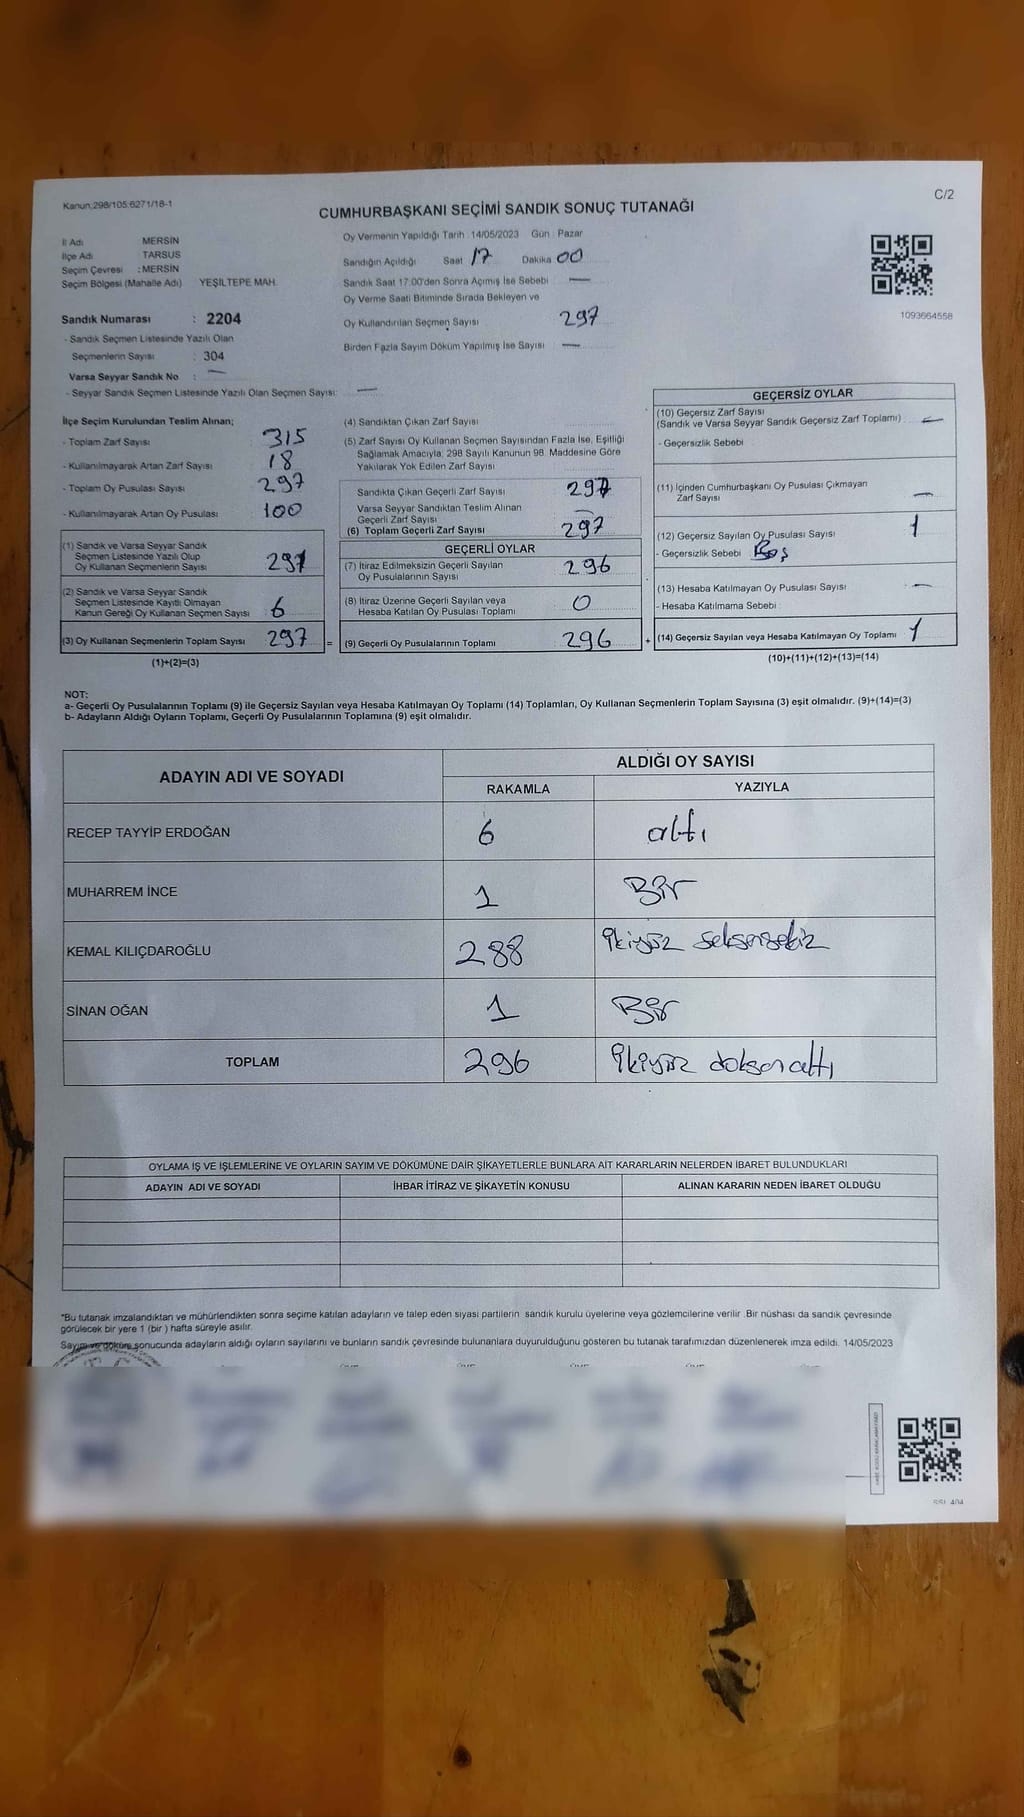 Kanun:298/105:6271/18-1
C/2
CUMHURBAŞKANI SEÇİMİ SANDIK SONUÇ TUTANAĞI
İl Adı MERSİN
İlçe Adı TARSUS
Seçim Çevresi : MERSİN
Seçim Bölgesi (Mahalle Adı) YEŞİLTEPE MAH.
Sandık Numarası : 2204
- Sandık Seçmen Listesinde Yazılı Olan
Seçmenlerin Sayısı : 304
Varsa Seyyar Sandık No : —
- Seyyar Sandık Seçmen Listesinde Yazılı Olan Seçmen Sayısı: —
Oy Vermenin Yapıldığı Tarih : 14/05/2023 Gün : Pazar
Sandığın Açıldığı Saat 17 Dakika 00
Sandık Saat 17:00'den Sonra Açımış İse Sebebi —
Oy Verme Saati Bitiminde Sırada Bekleyen ve
Oy Kullandırılan Seçmen Sayısı 297
Birden Fazla Sayım Döküm Yapılmış İse Sayısı —
1093664558
İlçe Seçim Kurulundan Teslim Alınan;
- Toplam Zarf Sayısı 315
- Kullanılmayarak Artan Zarf Sayısı 18
- Toplam Oy Pusulası Sayısı 297
- Kullanılmayarak Artan Oy Pusulası 100
(1) Sandık ve Varsa Seyyar Sandık
Seçmen Listesinde Yazılı Olup
Oy Kullanan Seçmenlerin Sayısı 291
(2) Sandık ve Varsa Seyyar Sandık
Seçmen Listesinde Kayıtlı Olmayan
Kanun Gereği Oy Kullanan Seçmen Sayısı 6
(3) Oy Kullanan Seçmenlerin Toplam Sayısı 297 =
(1)+(2)=(3)
(4) Sandıktan Çıkan Zarf Sayısı
(5) Zarf Sayısı Oy Kullanan Seçmen Sayısından Fazla İse, Eşitliği
Sağlamak Amacıyla; 298 Sayılı Kanunun 98. Maddesine Göre
Yakılarak Yok Edilen Zarf Sayısı
Sandıkta Çıkan Geçerli Zarf Sayısı 297
Varsa Seyyar Sandıktan Teslim Alınan
Geçerli Zarf Sayısı —
(6) Toplam Geçerli Zarf Sayısı 297
GEÇERLİ OYLAR
(7) İtiraz Edilmeksizin Geçerli Sayılan
Oy Pusulalarının Sayısı 296
(8) İtiraz Üzerine Geçerli Sayılan veya
Hesaba Katılan Oy Pusulası Toplamı 0
(9) Geçerli Oy Pusulalarının Toplamı 296 +
GEÇERSİZ OYLAR
(10) Geçersiz Zarf Sayısı
(Sandık ve Varsa Seyyar Sandık Geçersiz Zarf Toplamı) —
- Geçersizlik Sebebi
(11) İçinden Cumhurbaşkanı Oy Pusulası Çıkmayan
Zarf Sayısı —
(12) Geçersiz Sayılan Oy Pusulası Sayısı 1
- Geçersizlik Sebebi Boş
(13) Hesaba Katılmayan Oy Pusulası Sayısı —
- Hesaba Katılmama Sebebi :
(14) Geçersiz Sayılan veya Hesaba Katılmayan Oy Toplamı 1
(10)+(11)+(12)+(13)=(14)
NOT:
a- Geçerli Oy Pusulalarının Toplamı (9) ile Geçersiz Sayılan veya Hesaba Katılmayan Oy Toplamı (14) Toplamları, Oy Kullanan Seçmenlerin Toplam Sayısına (3) eşit olmalıdır. (9)+(14)=(3)
b- Adayların Aldığı Oyların Toplamı, Geçerli Oy Pusulalarının Toplamına (9) eşit olmalıdır.
ADAYIN ADI VE SOYADI ALDIĞI OY SAYISI
RAKAMLA YAZIYLA
RECEP TAYYİP ERDOĞAN 6 altı
MUHARREM İNCE 1 Bir
KEMAL KILIÇDAROĞLU 288 ikiyüz seksensekiz
SİNAN OĞAN 1 Bir
TOPLAM 296 ikiyüz doksanaltı
OYLAMA İŞ VE İŞLEMLERİNE VE OYLARIN SAYIM VE DÖKÜMÜNE DAİR ŞİKAYETLERLE BUNLARA AİT KARARLARIN NELERDEN İBARET BULUNDUKLARI
ADAYIN ADI VE SOYADI İHBAR İTİRAZ VE ŞİKAYETİN KONUSU ALINAN KARARIN NEDEN İBARET OLDUĞU
*Bu tutanak imzalandıktan ve mühürlendikten sonra seçime katılan adayların ve talep eden siyasi partilerin sandık kurulu üyelerine veya gözlemcilerine verilir .Bir nüshası da sandık çevresinde
görülecek bir yere 1 (bir ) hafta süreyle asılır.
Sayım ve döküm sonucunda adayların aldığı oyların sayılarını ve bunların sandık çevresinde bulunanlara duyurulduğunu gösteren bu tutanak tarafımızdan düzenlenerek imza edildi. 14/05/2023